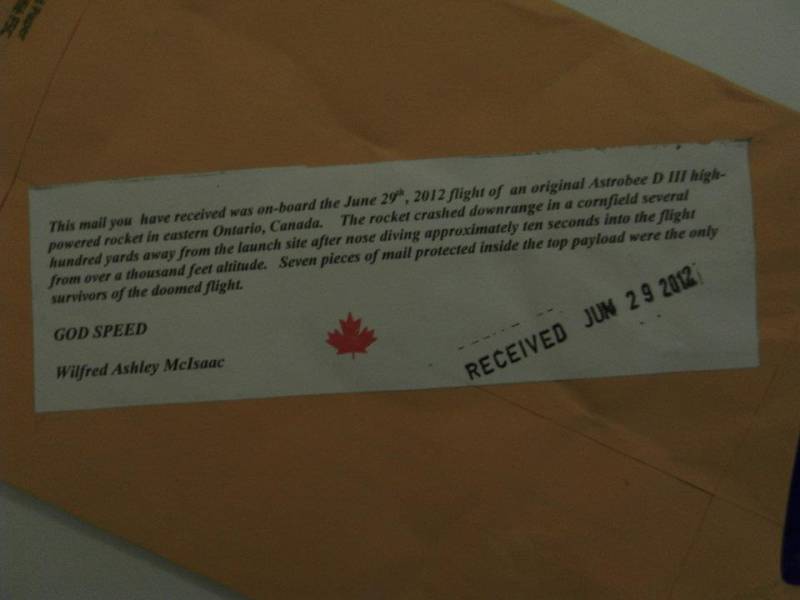 This mail you have received was on-board the June 29th, 2012 flight of an original Astrobee D III high-
powered rocket in eastern Ontario, Canada. The rocket crashed downrange in a cornfield several
hundred yards away from the launch site after nose diving approximately ten seconds into the flight
from over a thousand feet altitude. Seven pieces of mail protected inside the top payload were the only
survivors of the doomed flight.
GOD SPEED
Wilfred Ashley McIsaac
RECEIVED JUN 29 2012